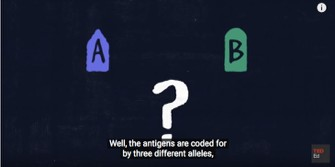 A
B
?
Well, the antigens are coded for
by three different alleles,